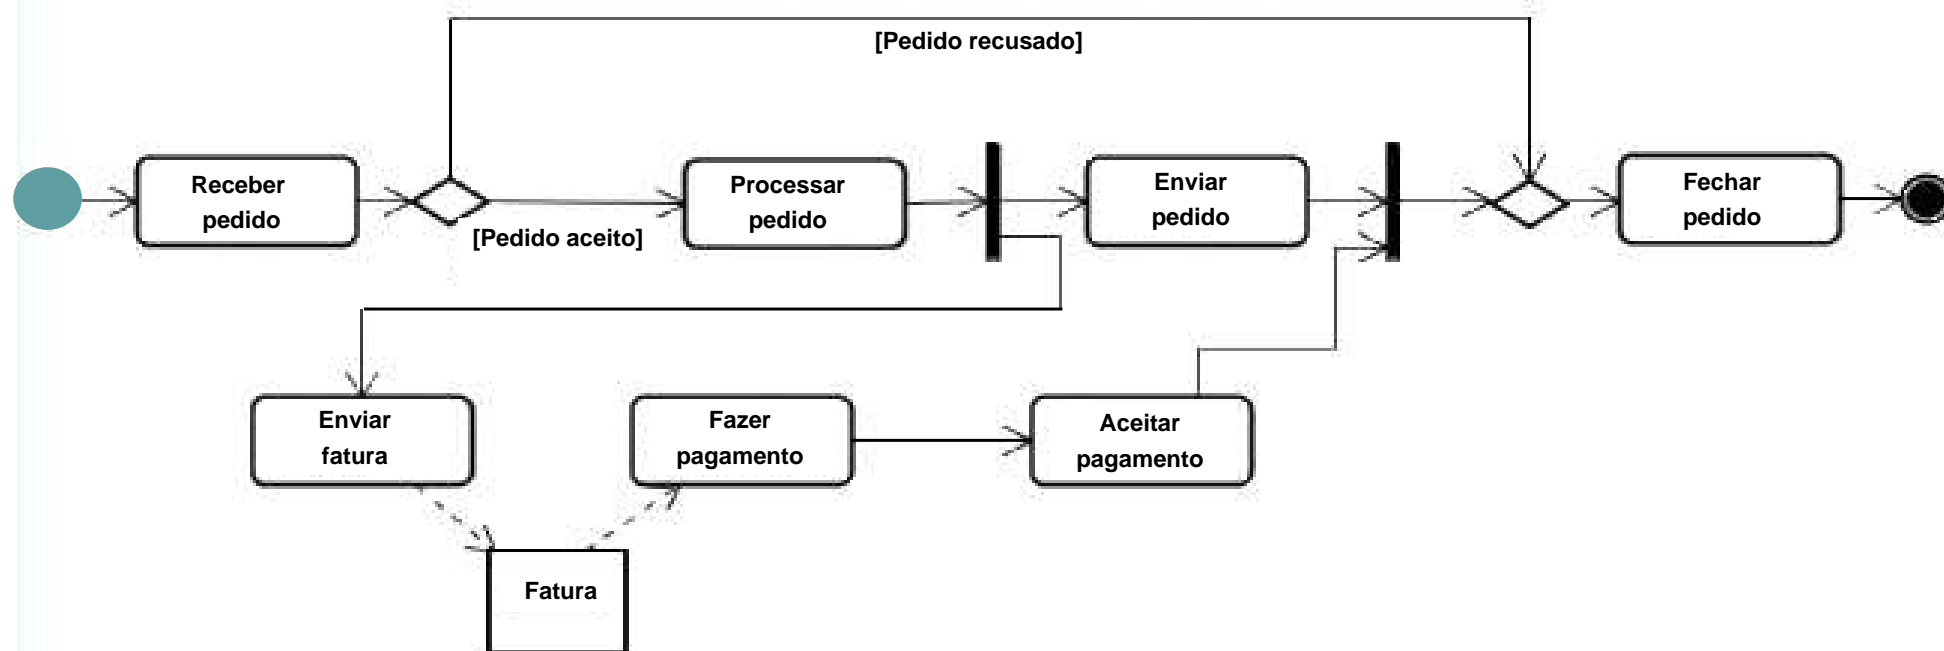 [Pedido recusado]
Receber
pedido
[Pedido aceito]
Processar
pedido
Enviar
pedido
Fechar
pedido
Enviar
fatura
Fazer
pagamento
Aceitar
pagamento
Fatura